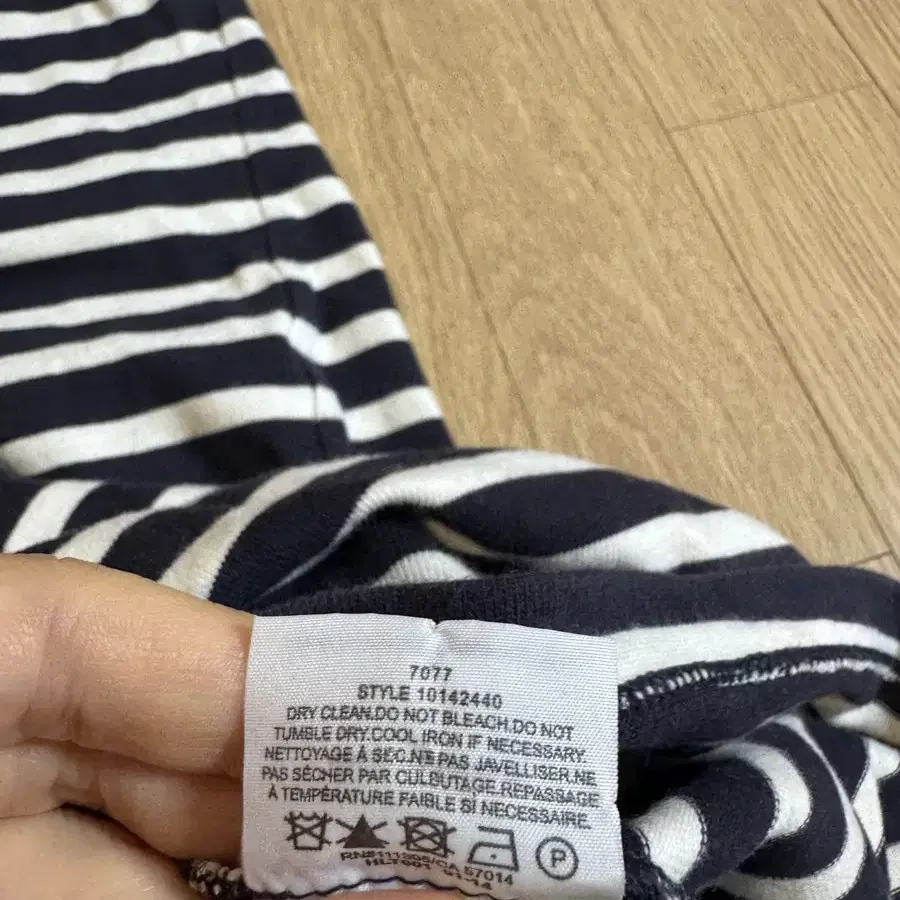 7077
STYLE 10142440
DRY CLEAN.DO NOT BLEACH.DO NOT
TUMBLE DRY.COOL IRON IF NECESSARY.
NETTOYAGE À SEC.NE PAS JAVELLISER.NE
PAS SÉCHER PAR CULBUTAGE.REPASSAGE
À TEMPÉRATURE FAIBLE SI NECESSAIRE.
P
57014